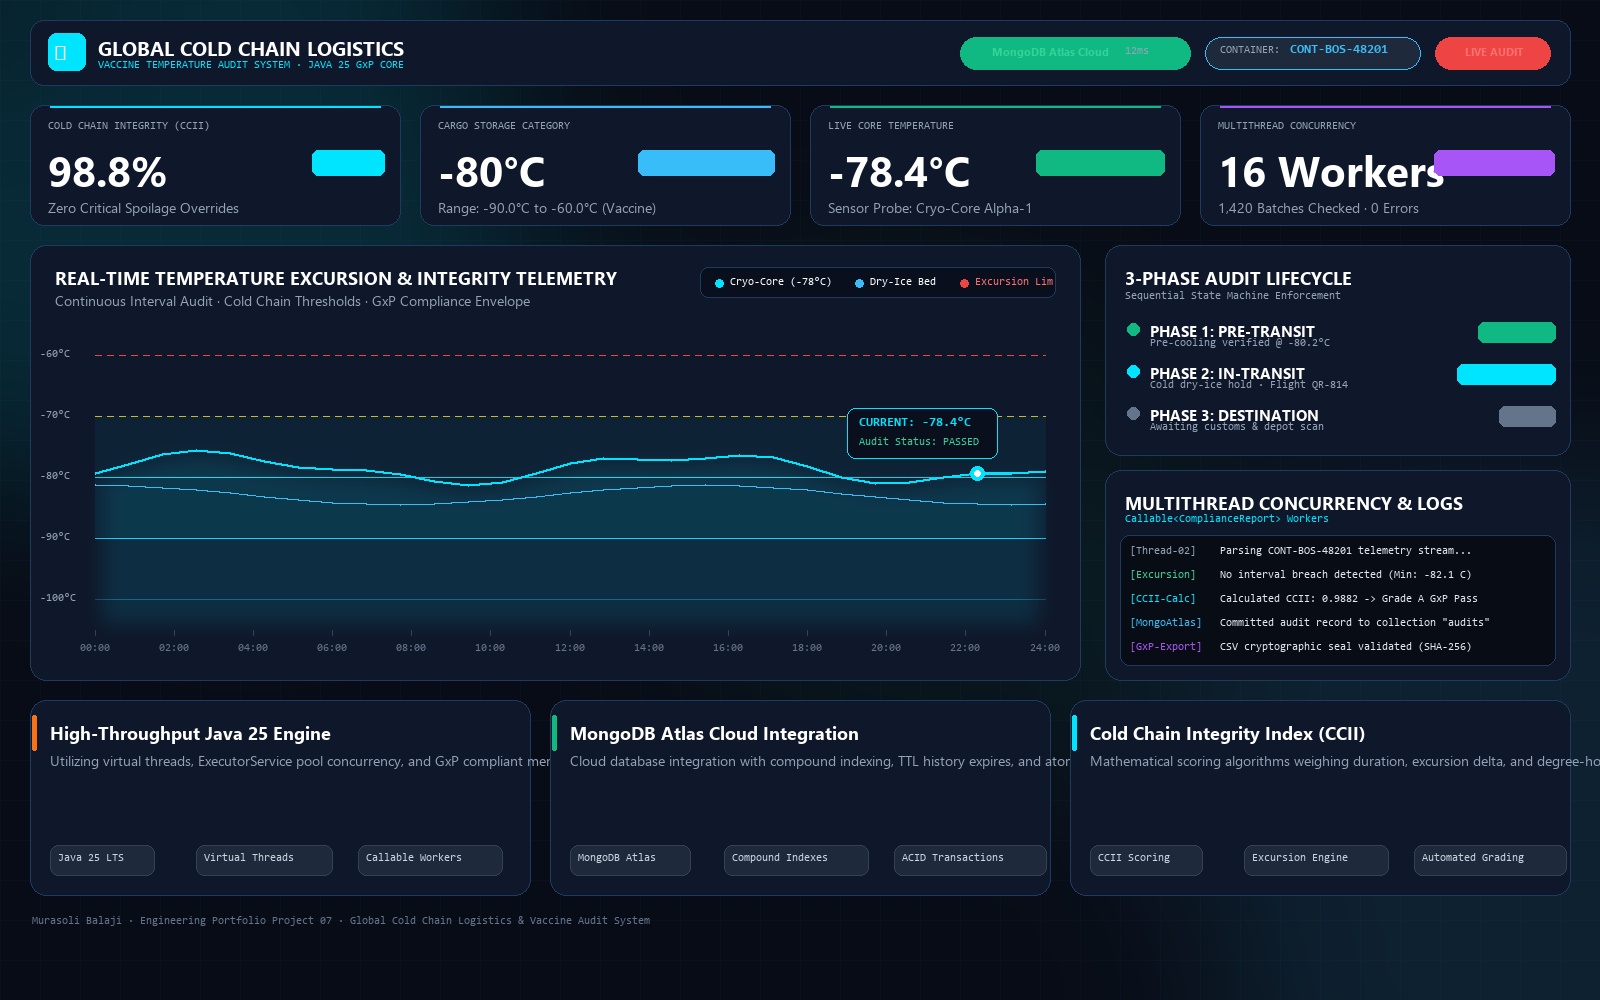 GLOBAL COLD CHAIN LOGISTICS
VACCINE TEMPERATURE AUDIT SYSTEM · JAVA 25 GxP CORE
MongoDB Atlas Cloud 12ms
CONTAINER: CONT-BOS-48201
LIVE AUDIT
COLD CHAIN INTEGRITY (CCII)
98.8%
Zero Critical Spoilage Overrides
CARGO STORAGE CATEGORY
-80°C
Range: -90.0°C to -60.0°C (Vaccine)
LIVE CORE TEMPERATURE
-78.4°C
Sensor Probe: Cryo-Core Alpha-1
MULTITHREAD CONCURRENCY
16 Workers
1,420 Batches Checked · 0 Errors
REAL-TIME TEMPERATURE EXCURSION & INTEGRITY TELEMETRY
Continuous Interval Audit · Cold Chain Thresholds · GxP Compliance Envelope
Cryo-Core (-78°C)
Dry-Ice Bed
Excursion Lim
-60°C
-70°C
-80°C
-90°C
-100°C
CURRENT: -78.4°C
Audit Status: PASSED
00:00 02:00 04:00 06:00 08:00 10:00 12:00 14:00 16:00 18:00 20:00 22:00 24:00
3-PHASE AUDIT LIFECYCLE
Sequential State Machine Enforcement
PHASE 1: PRE-TRANSIT
Pre-cooling verified @ -80.2°C
PHASE 2: IN-TRANSIT
Cold dry-ice hold · Flight QR-814
PHASE 3: DESTINATION
Awaiting customs & depot scan
MULTITHREAD CONCURRENCY & LOGS
Callable<ComplianceReport> Workers
[Thread-02] Parsing CONT-BOS-48201 telemetry stream...
[Excursion] No interval breach detected (Min: -82.1 C)
[CCII-Calc] Calculated CCII: 0.9882 -> Grade A GxP Pass
[MongoAtlas] Committed audit record to collection "audits"
[GxP-Export] CSV cryptographic seal validated (SHA-256)
High-Throughput Java 25 Engine
Utilizing virtual threads, ExecutorService pool concurrency, and GxP compliant mer
Java 25 LTS
Virtual Threads
Callable Workers
MongoDB Atlas Cloud Integration
Cloud database integration with compound indexing, TTL history expires, and ator
MongoDB Atlas
Compound Indexes
ACID Transactions
Cold Chain Integrity Index (CCII)
Mathematical scoring algorithms weighing duration, excursion delta, and degree-ho
CCII Scoring
Excursion Engine
Automated Grading
Murasoli Balaji · Engineering Portfolio Project 07 · Global Cold Chain Logistics & Vaccine Audit System